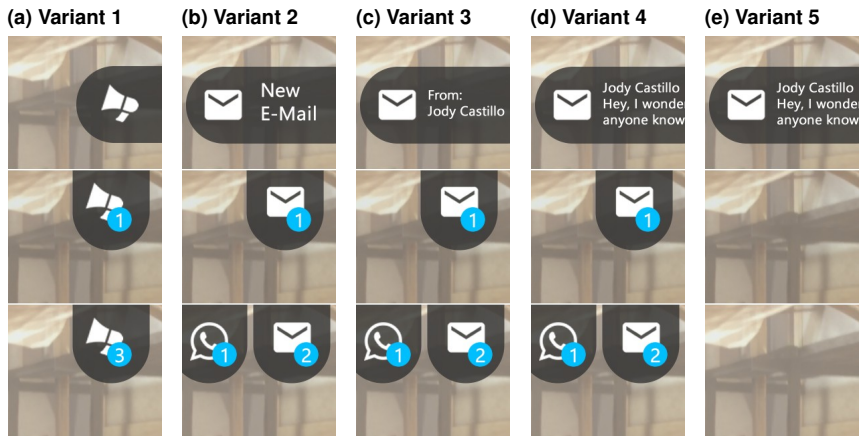 (a) Variant 1 (b) Variant 2 (c) Variant 3 (d) Variant 4 (e) Variant 5
New
E-Mail
From:
Jody Castillo
Jody Castillo
Hey, I wonde
anyone know
Jody Castillo
Hey, I wonde
anyone know
1 1 1 1
3 1 2 1 2 1 2